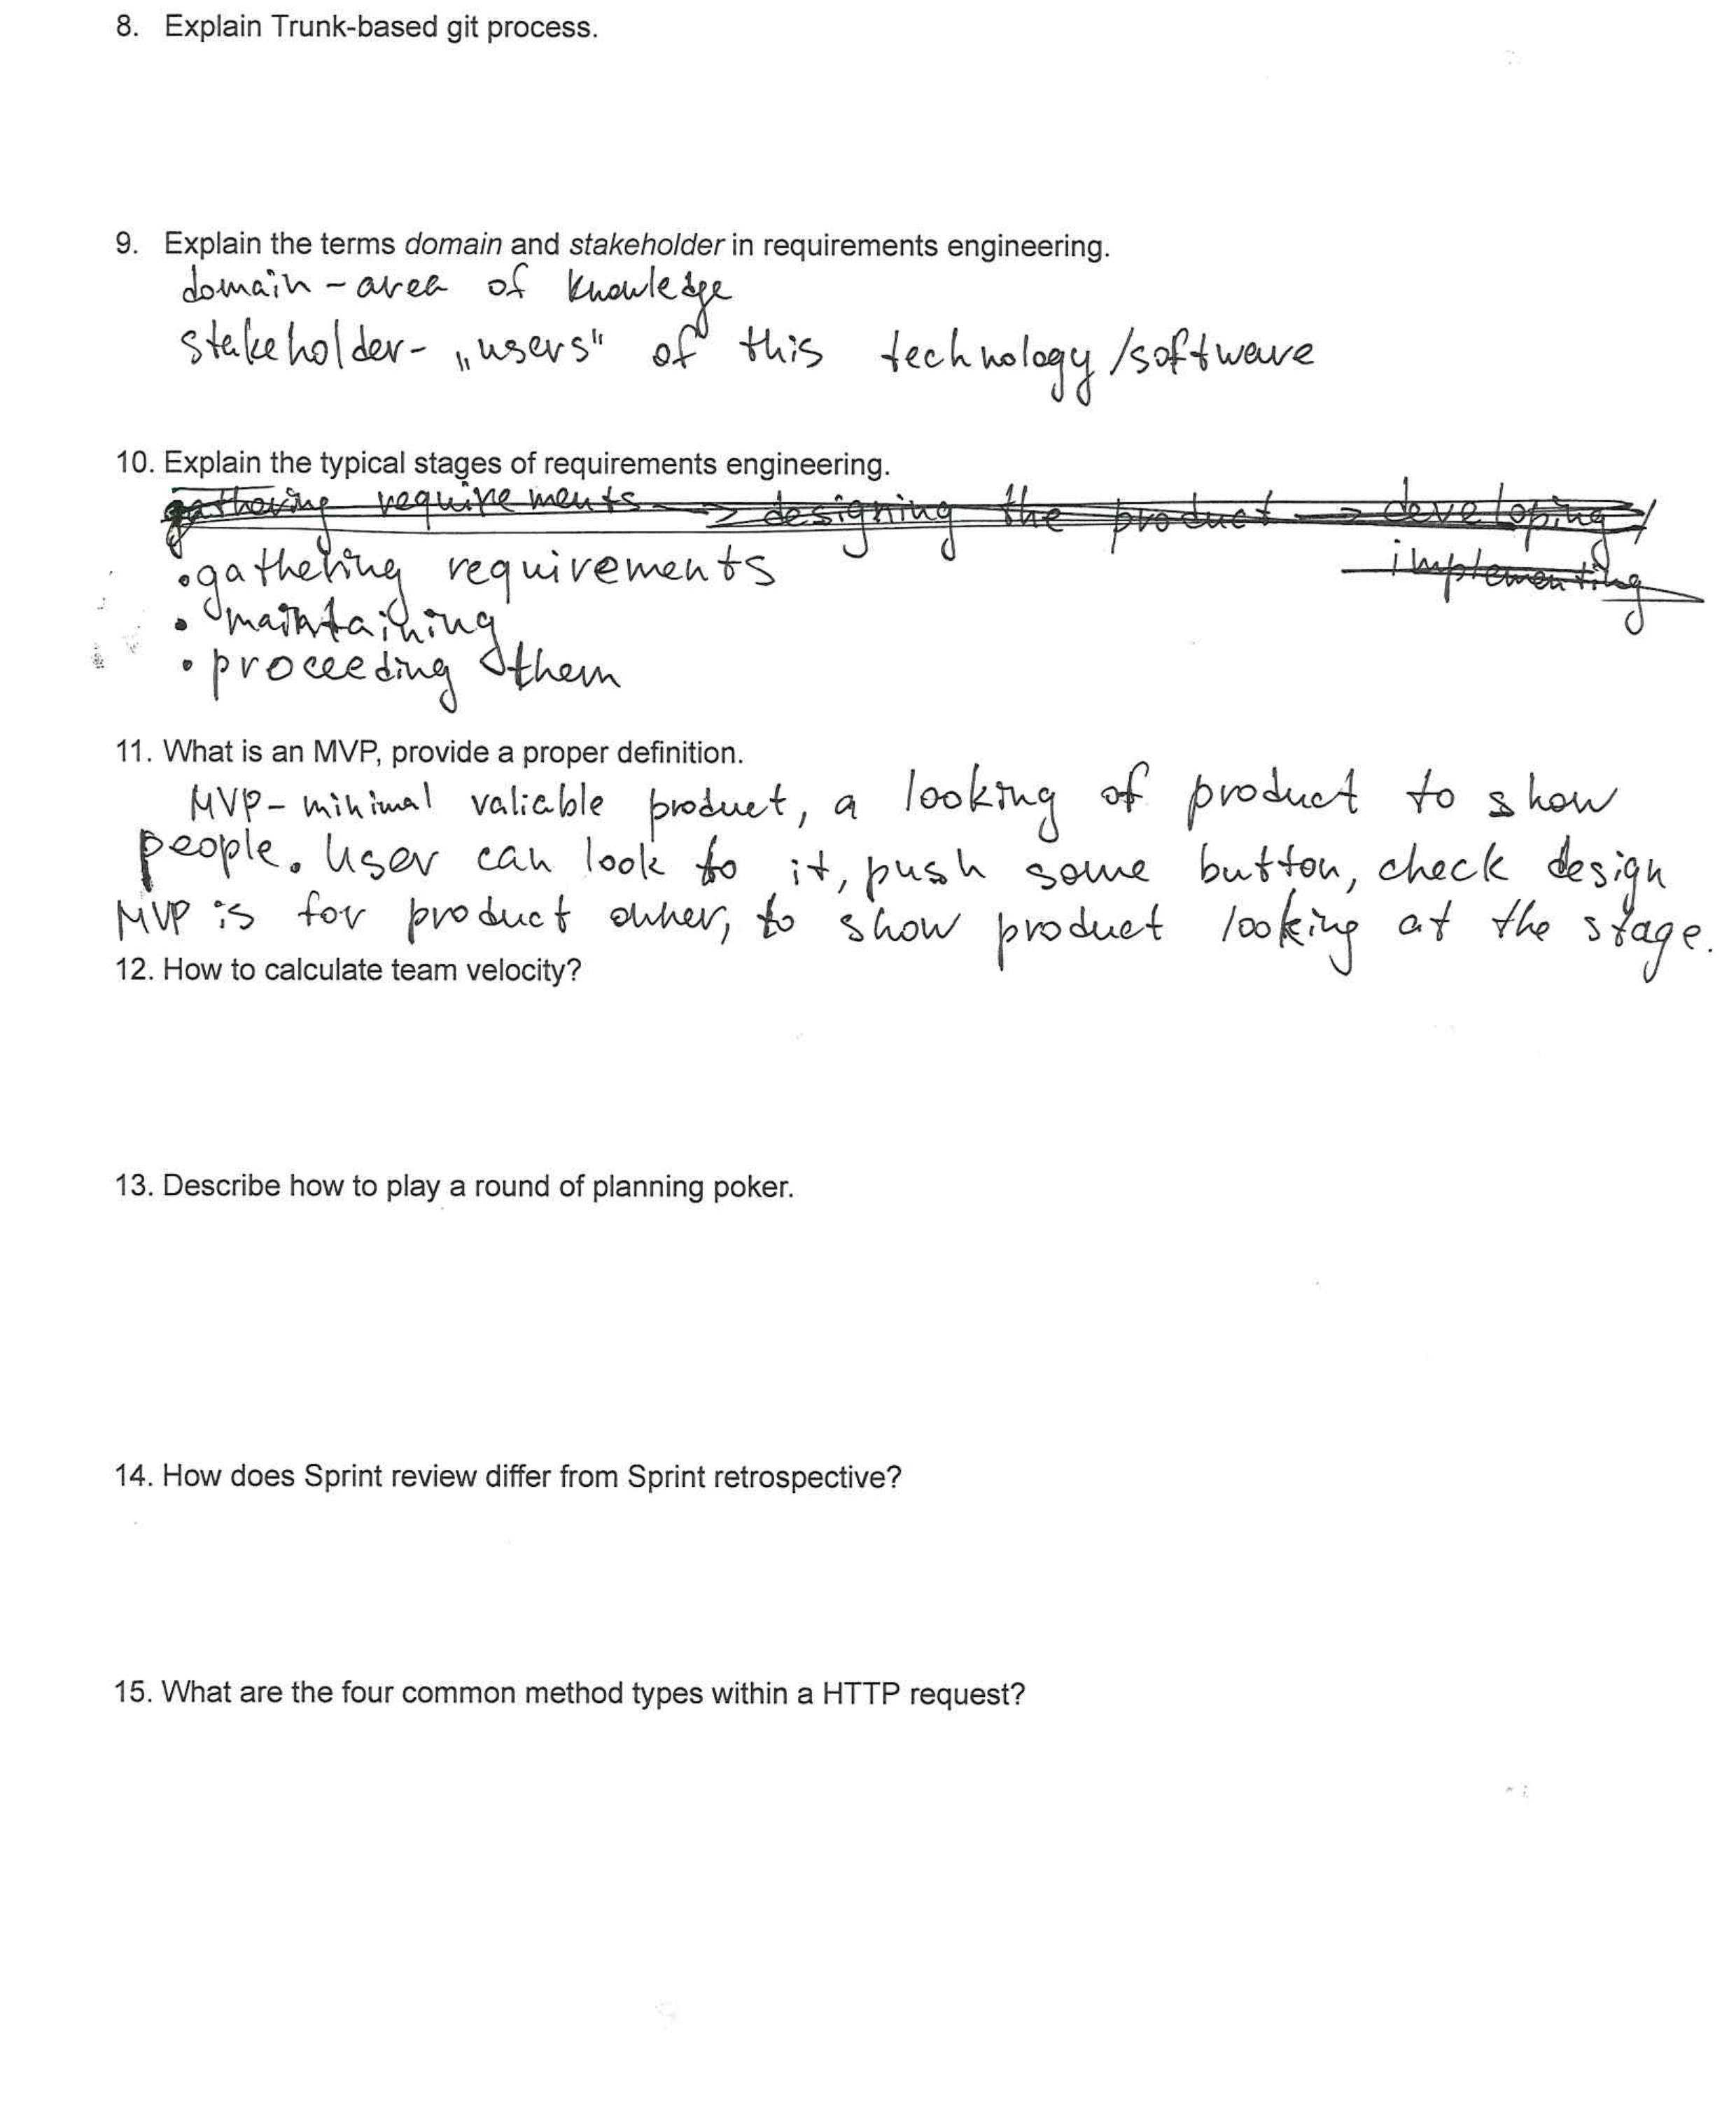 8. Explain Trunk-based git process.
9. Explain the terms domain and stakeholder in requirements engineering.
domain - area of knowledge
stakeholder - „users" of this technology/software
10. Explain the typical stages of requirements engineering.
gathering requirements -> designing the product -> developing/
implementing
• gathering requirements
• maintaining
• proceeding them
11. What is an MVP, provide a proper definition.
MVP - minimal valiable product, a looking of product to show
people. User can look to it, push some button, check design
MVP is for product owner, to show product looking at the stage.
12. How to calculate team velocity?
13. Describe how to play a round of planning poker.
14. How does Sprint review differ from Sprint retrospective?
15. What are the four common method types within a HTTP request?